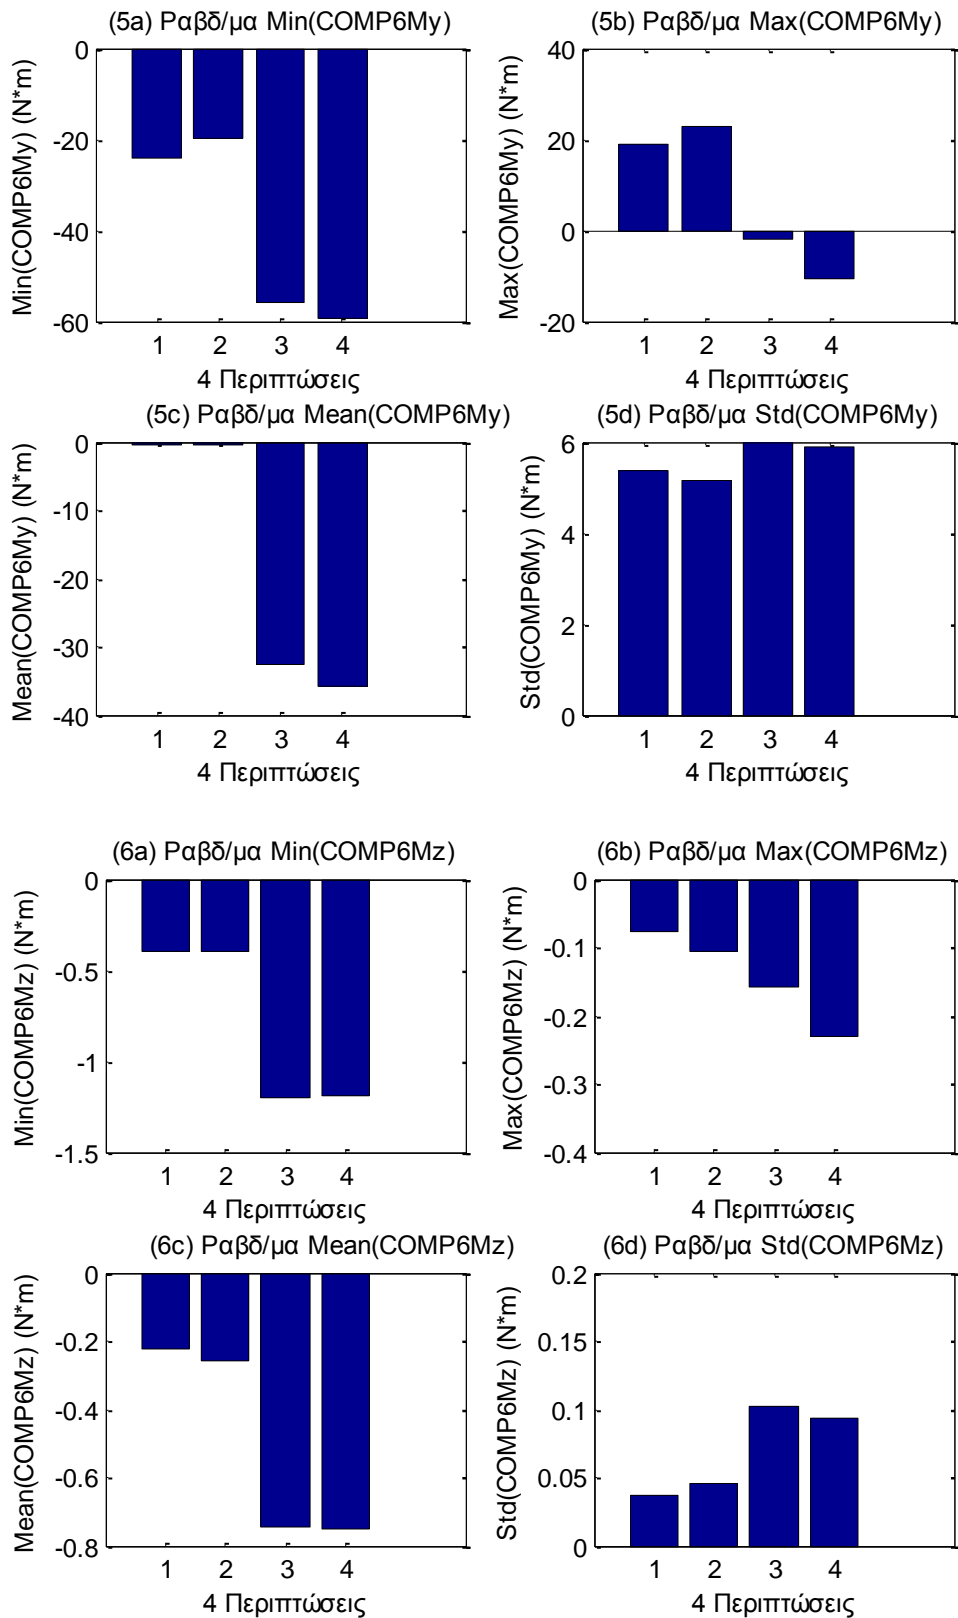 (5a) Ραβδ/μα Min(COMP6My)
Min(COMP6My) (N*m)
0
-20
-40
-60
1 2 3 4
4 Περιπτώσεις
(5b) Ραβδ/μα Max(COMP6My)
Max(COMP6My) (N*m)
40
20
0
-20
1 2 3 4
4 Περιπτώσεις
(5c) Ραβδ/μα Mean(COMP6My)
Mean(COMP6My) (N*m)
0
-10
-20
-30
-40
1 2 3 4
4 Περιπτώσεις
(5d) Ραβδ/μα Std(COMP6My)
Std(COMP6My) (N*m)
6
4
2
0
1 2 3 4
4 Περιπτώσεις
(6a) Ραβδ/μα Min(COMP6Mz)
Min(COMP6Mz) (N*m)
0
-0.5
-1
-1.5
1 2 3 4
4 Περιπτώσεις
(6b) Ραβδ/μα Max(COMP6Mz)
Max(COMP6Mz) (N*m)
0
-0.1
-0.2
-0.3
-0.4
1 2 3 4
4 Περιπτώσεις
(6c) Ραβδ/μα Mean(COMP6Mz)
Mean(COMP6Mz) (N*m)
0
-0.2
-0.4
-0.6
-0.8
1 2 3 4
4 Περιπτώσεις
(6d) Ραβδ/μα Std(COMP6Mz)
Std(COMP6Mz) (N*m)
0.2
0.15
0.1
0.05
0
1 2 3 4
4 Περιπτώσεις